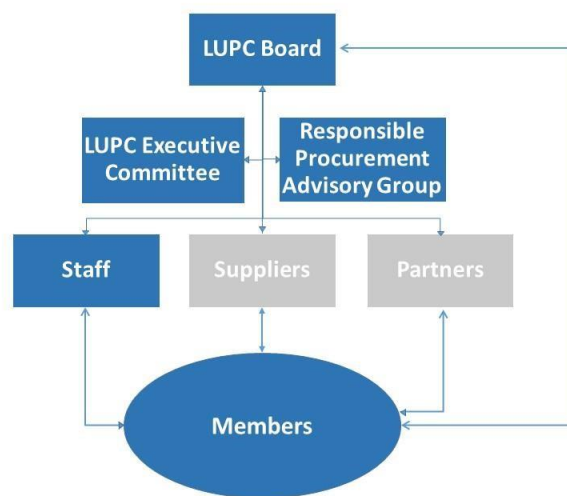 LUPC Board
LUPC Executive
Committee
Responsible
Procurement
Advisory Group
Staff
Suppliers
Partners
Members